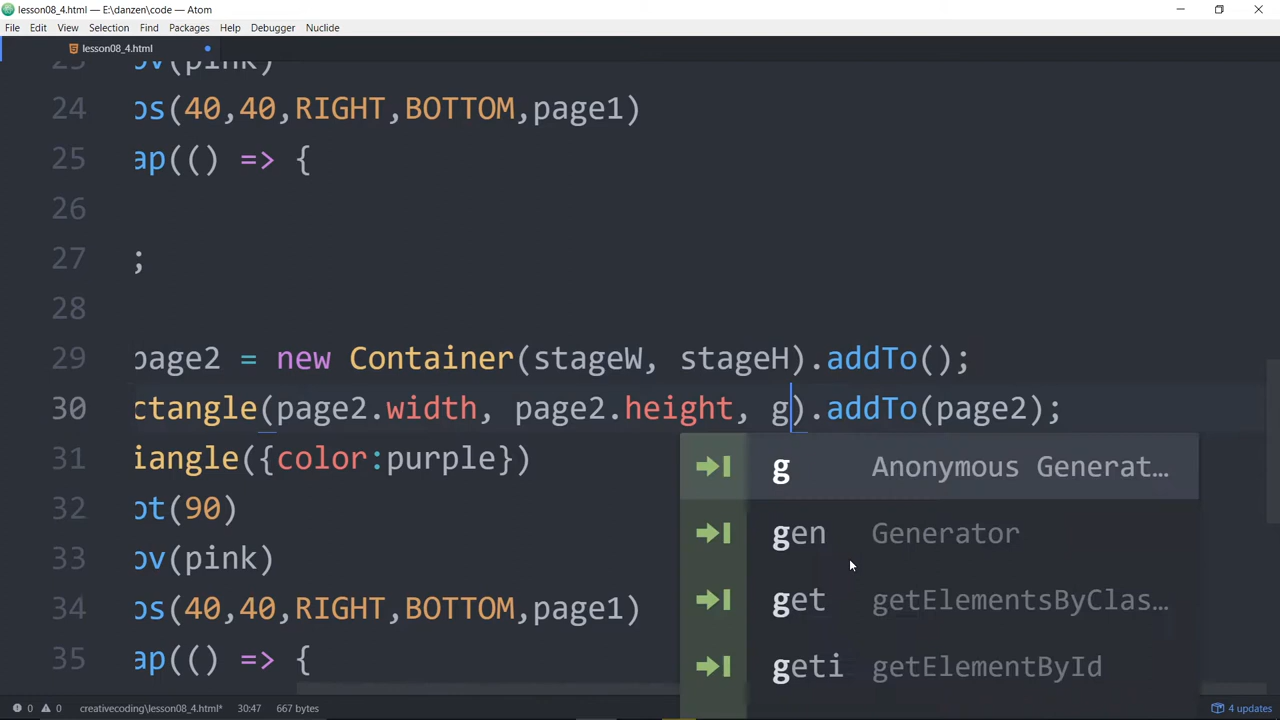 lesson08_4.html — E:\danzen\code — Atom
File Edit View Selection Find Packages Help Debugger Nuclide
lesson08_4.html
23 ov(pink)
24 os(40,40,RIGHT,BOTTOM,page1)
25 ap(() => {
26
27 ;
28
29 page2 = new Container(stageW, stageH).addTo();
30 ctangle(page2.width, page2.height, g).addTo(page2);
31 iangle({color:purple})
32 ot(90)
33 ov(pink)
34 os(40,40,RIGHT,BOTTOM,page1)
35 ap(() => {
g Anonymous Generat…
gen Generator
get getElementsByClas…
geti getElementById
0 0 creativecoding\lesson08_4.html* 30:47 667 bytes 4 updates